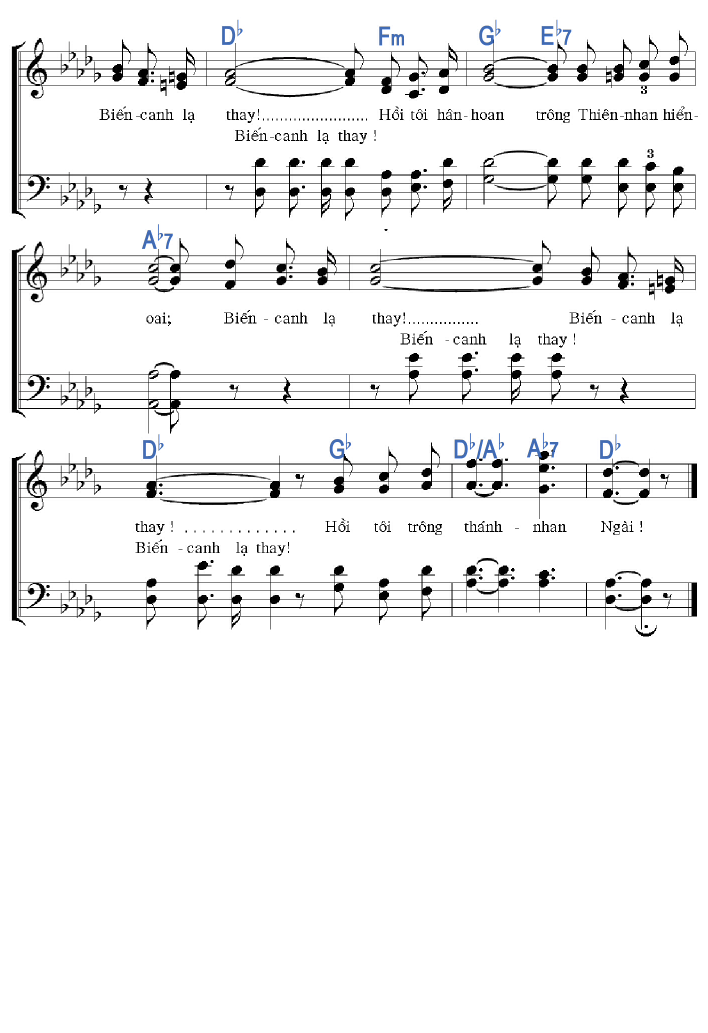 D♭ Fm G♭ E♭7
Biến-canh lạ thay!........................ Hồi tôi hân-hoan trông Thiên-nhan hiển-
Biến-canh lạ thay !
3
3
A♭7
oai; Biến - canh lạ thay!................ Biến - canh lạ
Biến - canh lạ thay !
D♭ G♭ D♭/A♭ A♭7 D♭
thay ! . . . . . . . . . . . . . Hồi tôi trông thánh - nhan Ngài !
Biến - canh lạ thay!